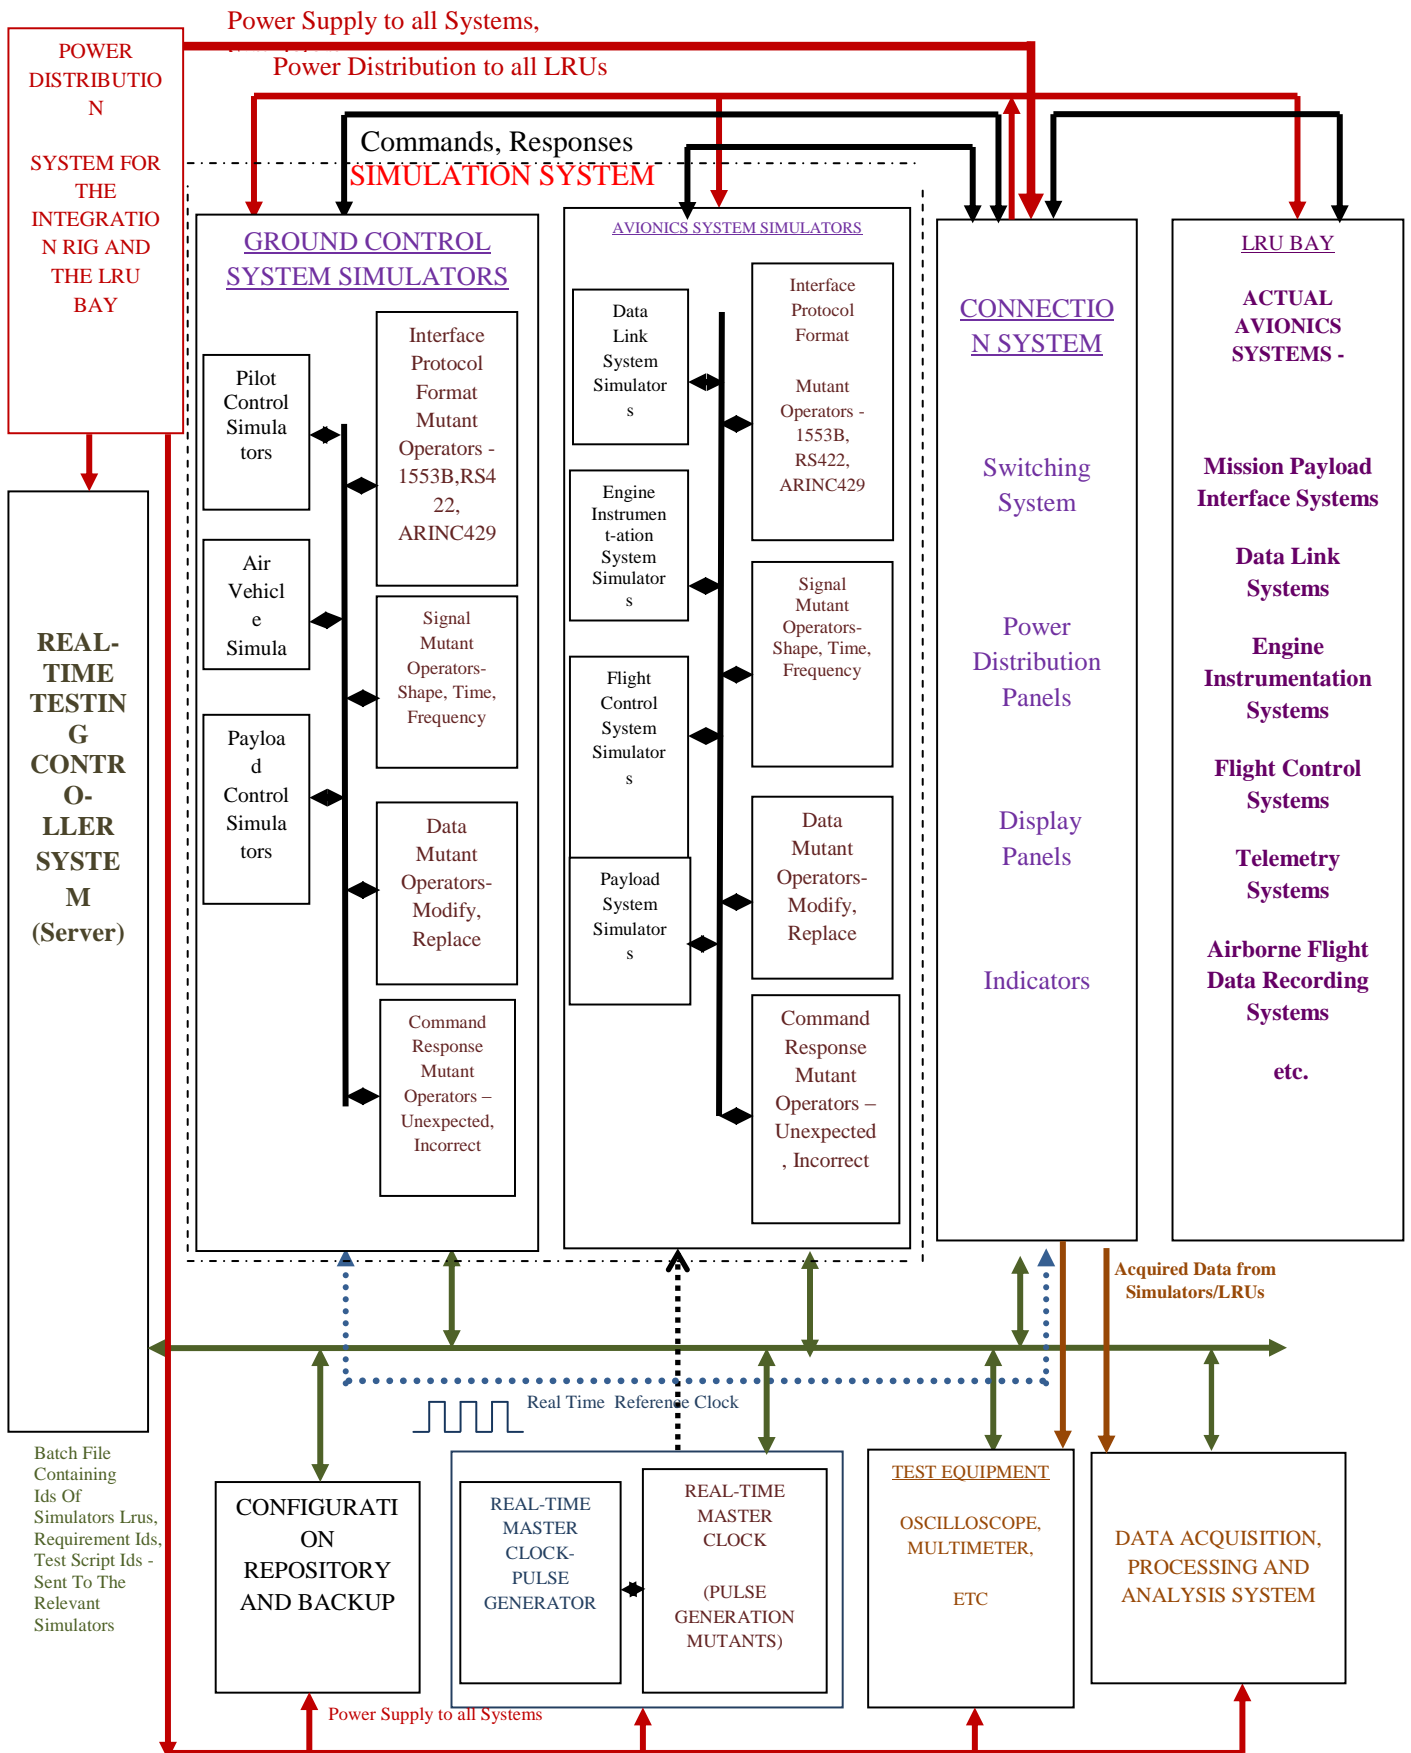 Power Supply to all Systems,
Power Distribution to all LRUs
POWER
DISTRIBUTIO
N
SYSTEM FOR
THE
INTEGRATIO
N RIG AND
THE LRU
BAY
Commands, Responses
SIMULATION SYSTEM
GROUND CONTROL
SYSTEM SIMULATORS
Pilot
Control
Simula
tors
Air
Vehicl
e
Simula
Payloa
d
Control
Simula
tors
Interface
Protocol
Format
Mutant
Operators -
1553B,RS4
22,
ARINC429
Signal
Mutant
Operators-
Shape, Time,
Frequency
Data
Mutant
Operators-
Modify,
Replace
Command
Response
Mutant
Operators –
Unexpected,
Incorrect
AVIONICS SYSTEM SIMULATORS
Data
Link
System
Simulator
s
Engine
Instrumen
t-ation
System
Simulator
s
Flight
Control
System
Simulator
s
Payload
System
Simulator
s
Interface
Protocol
Format
Mutant
Operators -
1553B,
RS422,
ARINC429
Signal
Mutant
Operators-
Shape, Time,
Frequency
Data
Mutant
Operators-
Modify,
Replace
Command
Response
Mutant
Operators –
Unexpected
, Incorrect
CONNECTIO
N SYSTEM
Switching
System
Power
Distribution
Panels
Display
Panels
Indicators
LRU BAY
ACTUAL
AVIONICS
SYSTEMS -
Mission Payload
Interface Systems
Data Link
Systems
Engine
Instrumentation
Systems
Flight Control
Systems
Telemetry
Systems
Airborne Flight
Data Recording
Systems
etc.
REAL-
TIME
TESTIN
G
CONTR
O-
LLER
SYSTE
M
(Server)
Acquired Data from
Simulators/LRUs
Real Time Reference Clock
Batch File
Containing
Ids Of
Simulators Lrus,
Requirement Ids,
Test Script Ids -
Sent To The
Relevant
Simulators
CONFIGURATI
ON
REPOSITORY
AND BACKUP
REAL-TIME
MASTER
CLOCK-
PULSE
GENERATOR
REAL-TIME
MASTER
CLOCK
(PULSE
GENERATION
MUTANTS)
TEST EQUIPMENT
OSCILLOSCOPE,
MULTIMETER,
ETC
DATA ACQUISITION,
PROCESSING AND
ANALYSIS SYSTEM
Power Supply to all Systems